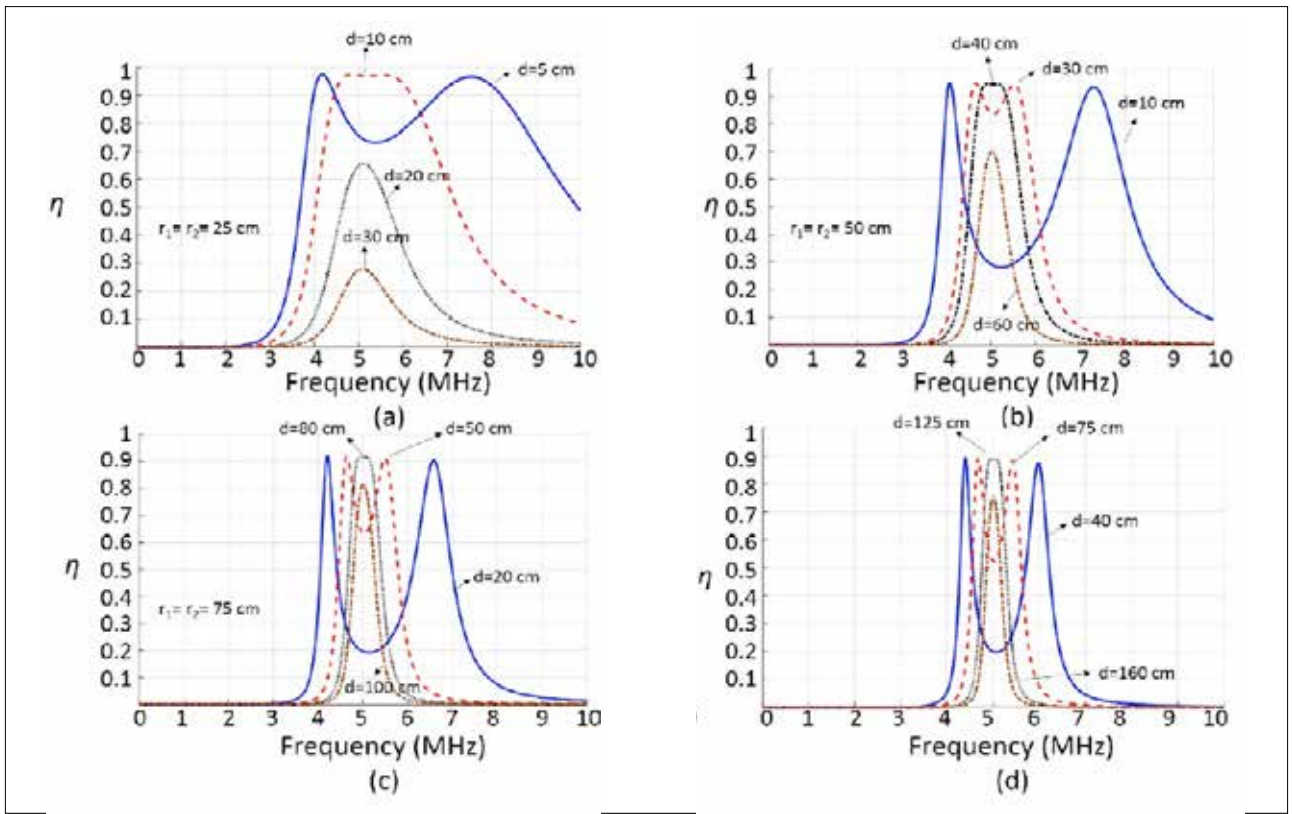 d=10 cm
d=5 cm
1
0.9
0.8
0.7
0.6
0.5
0.4
0.3
0.2
0.1
η
d=20 cm
r₁= r₂= 25 cm
d=30 cm
0 1 2 3 4 5 6 7 8 9 10
Frequency (MHz)
(a)
d=40 cm
d=30 cm
d=10 cm
1
0.9
0.8
0.7
0.6
0.5
0.4
0.3
0.2
0.1
η
r₁= r₂= 50 cm
d=60 cm
0 1 2 3 4 5 6 7 8 9 10
Frequency (MHz)
(b)
d=80 cm
d=50 cm
1
0.9
0.8
0.7
0.6
0.5
0.4
0.3
0.2
0.1
η
d=20 cm
r₁= r₂= 75 cm
d=100 cm
0 1 2 3 4 5 6 7 8 9 10
Frequency (MHz)
(c)
d=125 cm
d=75 cm
1
0.9
0.8
0.7
0.6
0.5
0.4
0.3
0.2
0.1
η
d=40 cm
d=160 cm
0 1 2 3 4 5 6 7 8 9 10
Frequency (MHz)
(d)